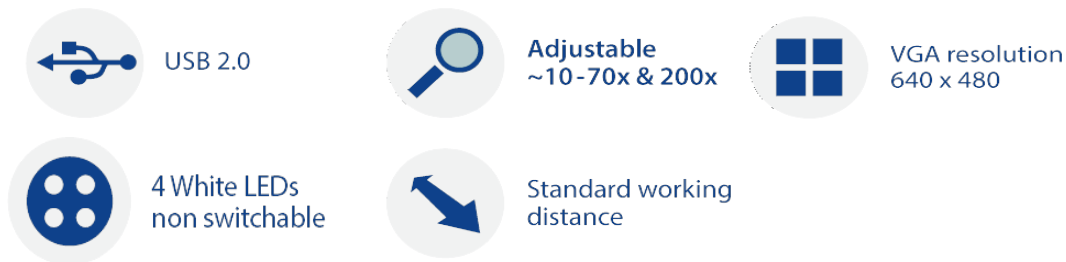 USB 2.0
Adjustable
~10-70x & 200x
VGA resolution
640 x 480
4 White LEDs
non switchable
Standard working
distance